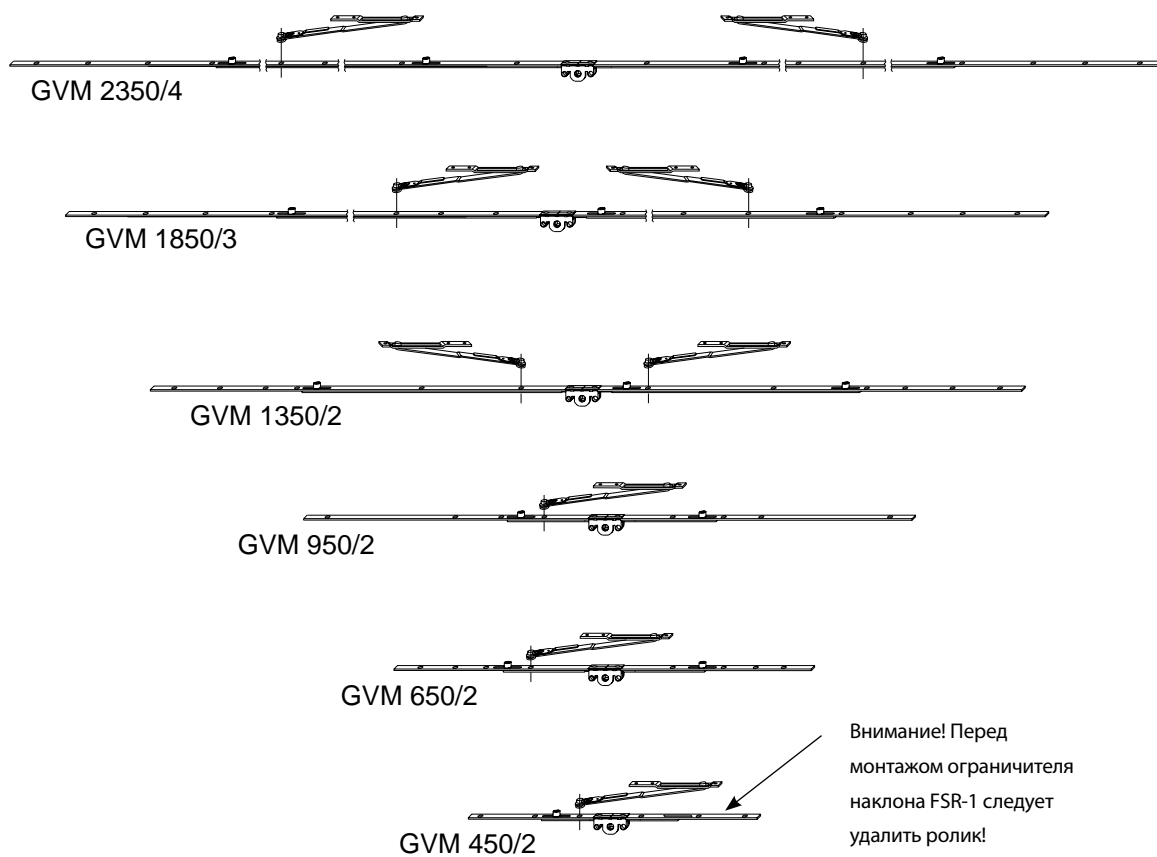 GVM 2350/4
GVM 1850/3
GVM 1350/2
GVM 950/2
GVM 650/2
Внимание! Перед
монтажом ограничителя
наклона FSR-1 следует
удалить ролик!
GVM 450/2